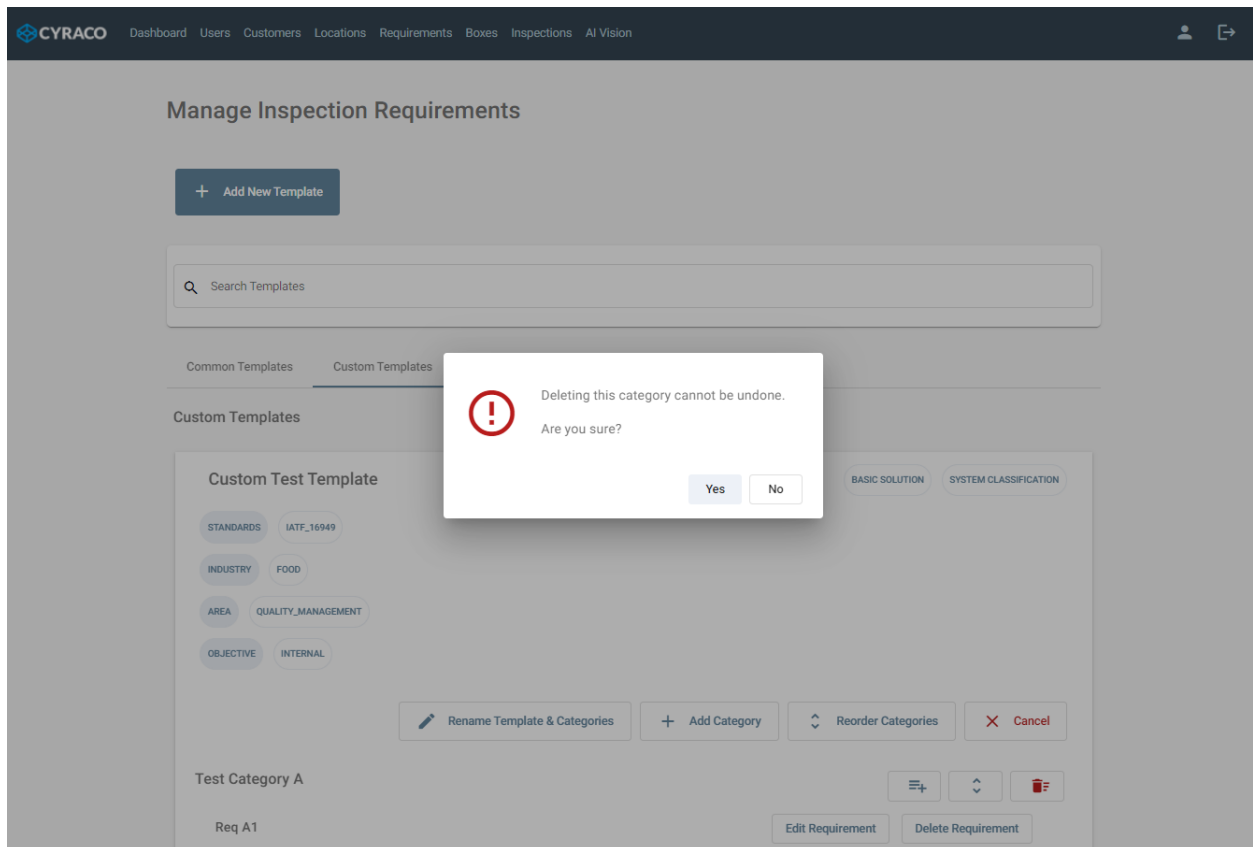 CYRACO Dashboard Users Customers Locations Requirements Boxes Inspections AI Vision
Manage Inspection Requirements
+ Add New Template
Search Templates
Common Templates Custom Templates
Custom Templates
Deleting this category cannot be undone.
Are you sure?
Yes No
Custom Test Template BASIC SOLUTION SYSTEM CLASSIFICATION
STANDARDS IATF_16949
INDUSTRY FOOD
AREA QUALITY_MANAGEMENT
OBJECTIVE INTERNAL
Rename Template & Categories + Add Category Reorder Categories Cancel
Test Category A
Req A1 Edit Requirement Delete Requirement